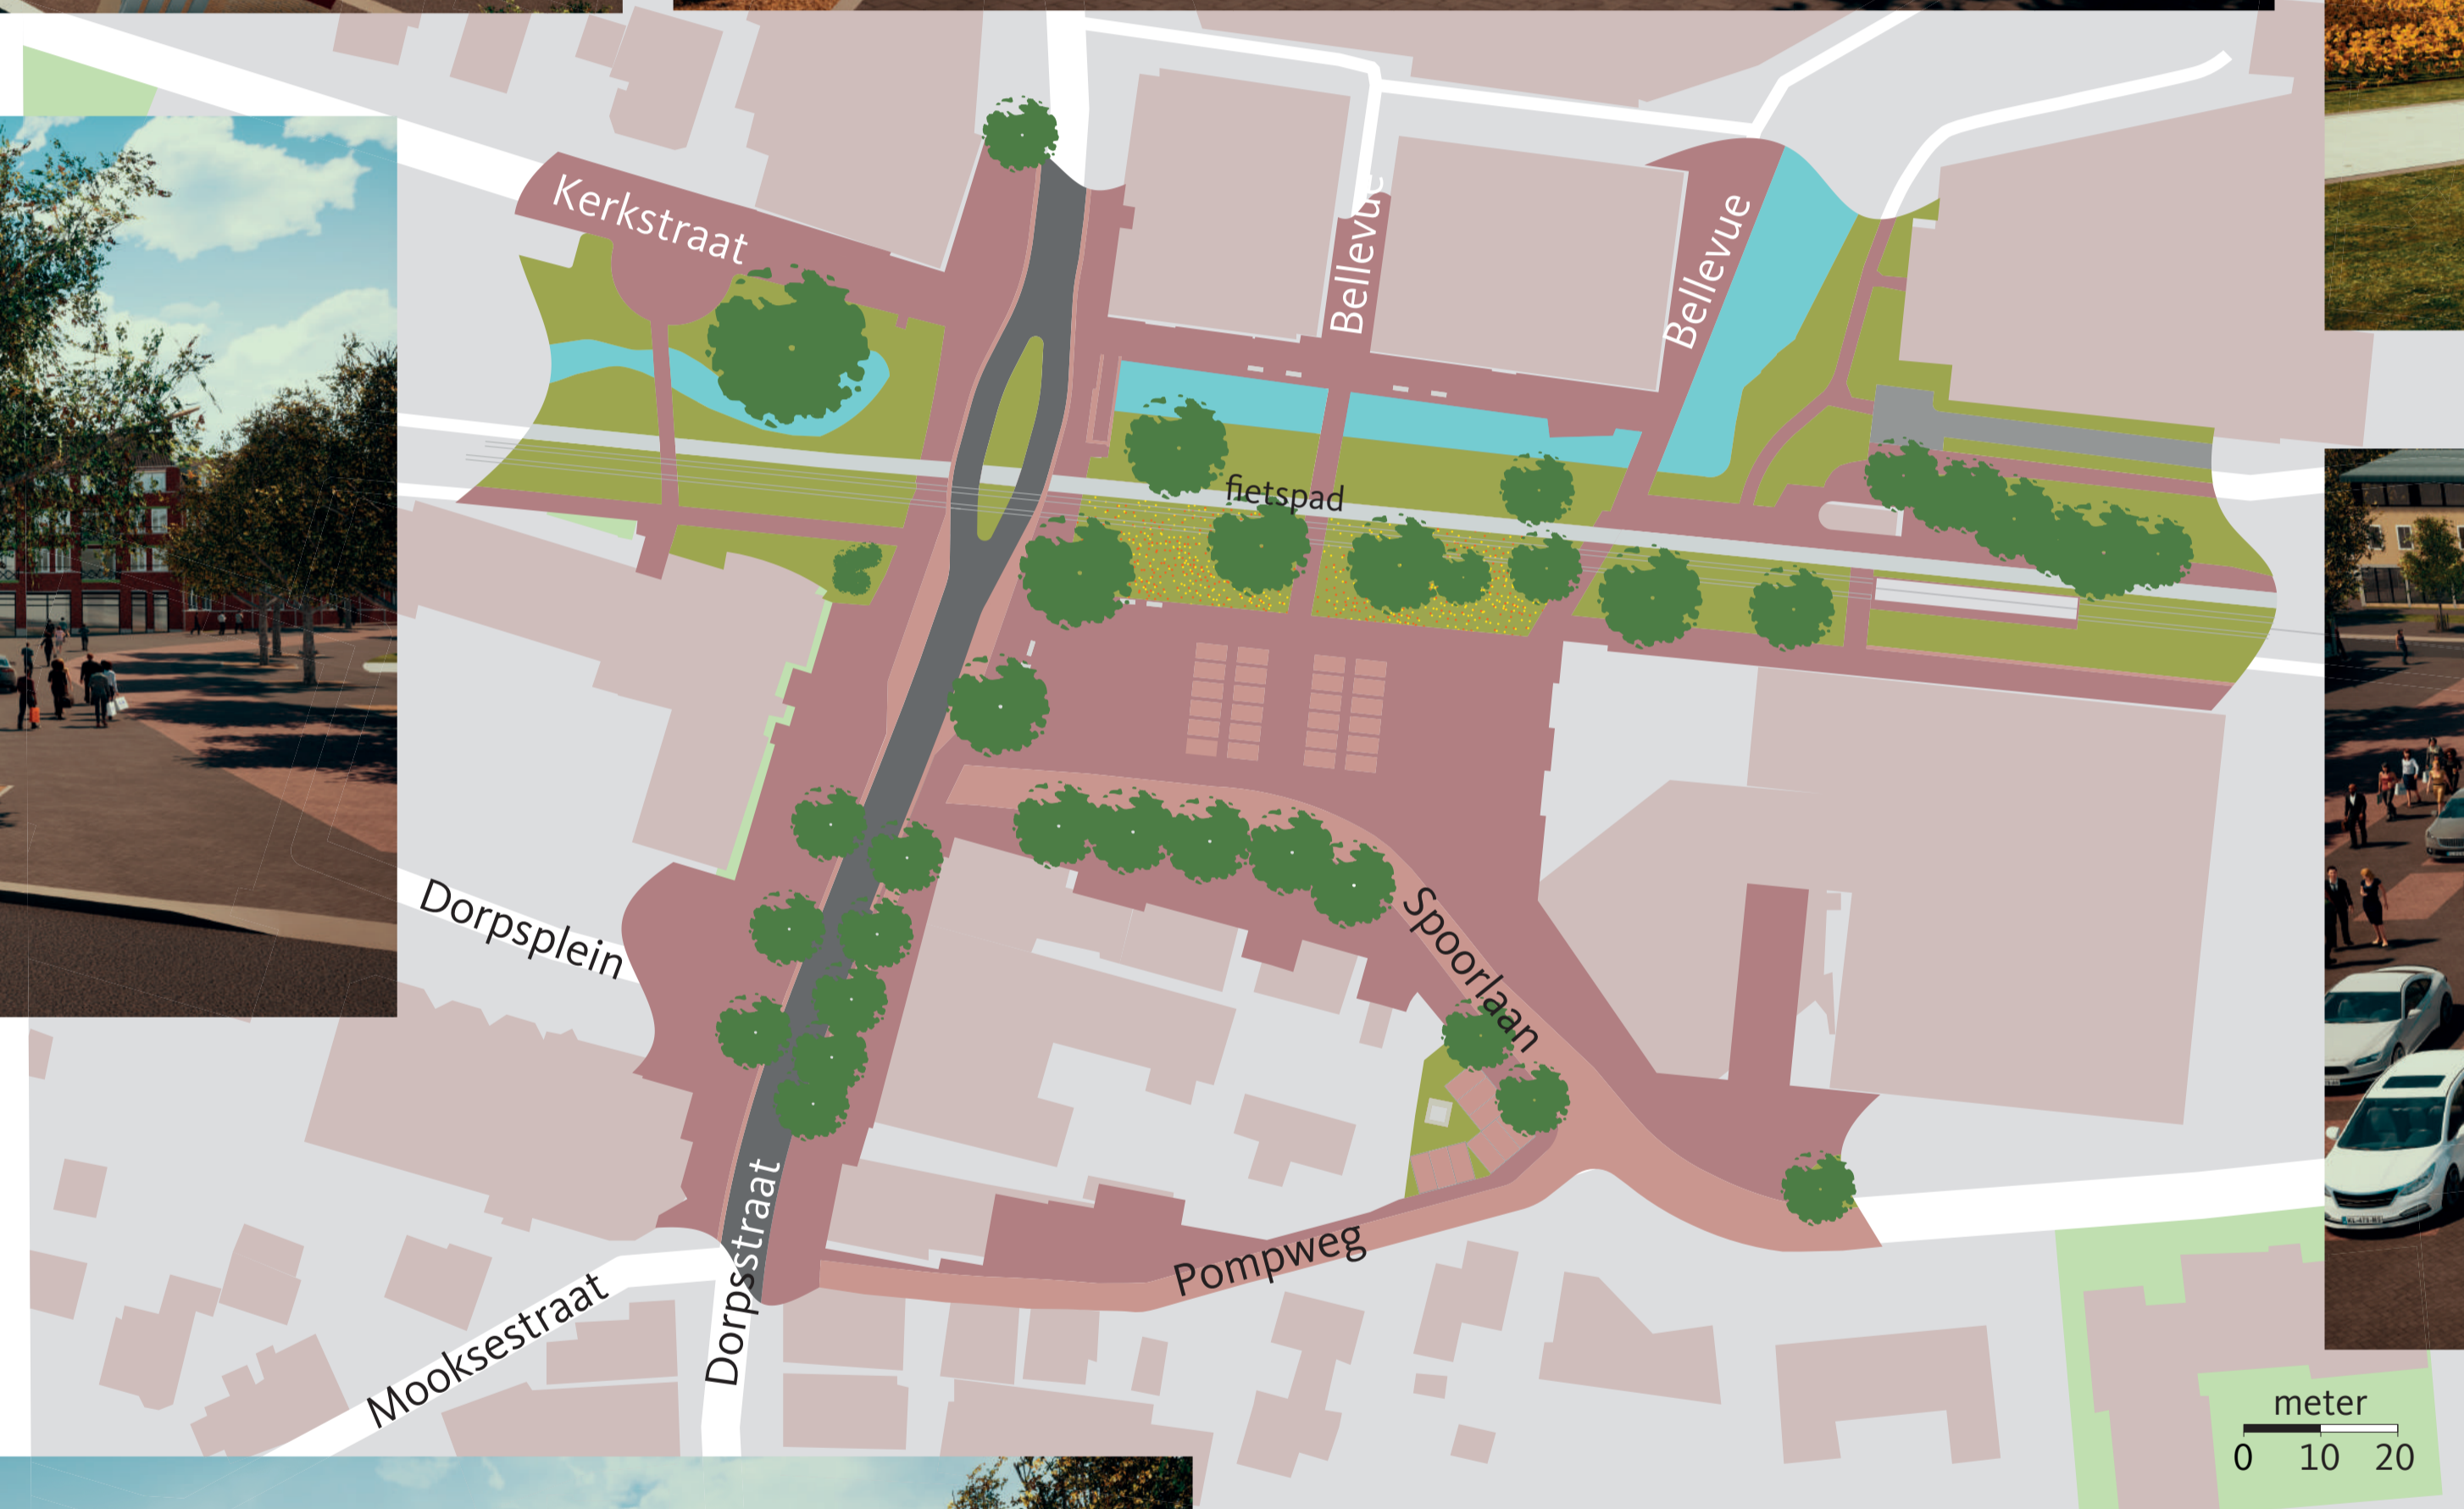 Kerkstraat
Bellevue
Bellevue
fietspad
Dorpsplein
Spoorlaan
Dorpsstraat
Pompweg
Mooksestraat
meter
0 10 20